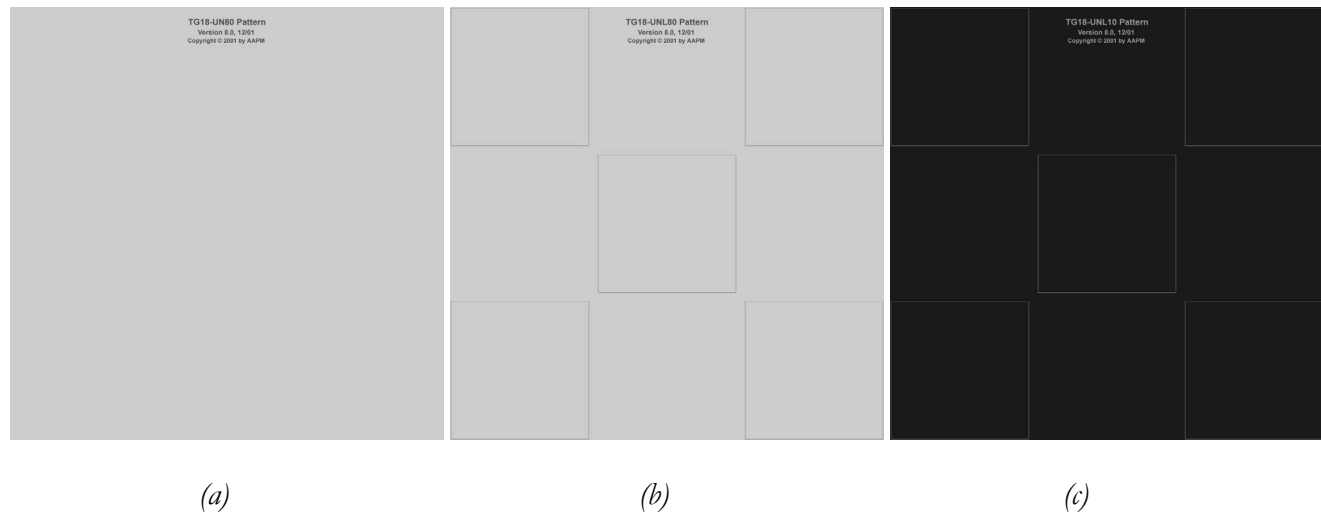 TG18-UN80 Pattern
Version 8.0, 12/01
Copyright © 2001 by AAPM
TG18-UNL80 Pattern
Version 8.0, 12/01
Copyright © 2001 by AAPM
TG18-UNL10 Pattern
Version 8.0, 12/01
Copyright © 2001 by AAPM
(a)
(b)
(c)